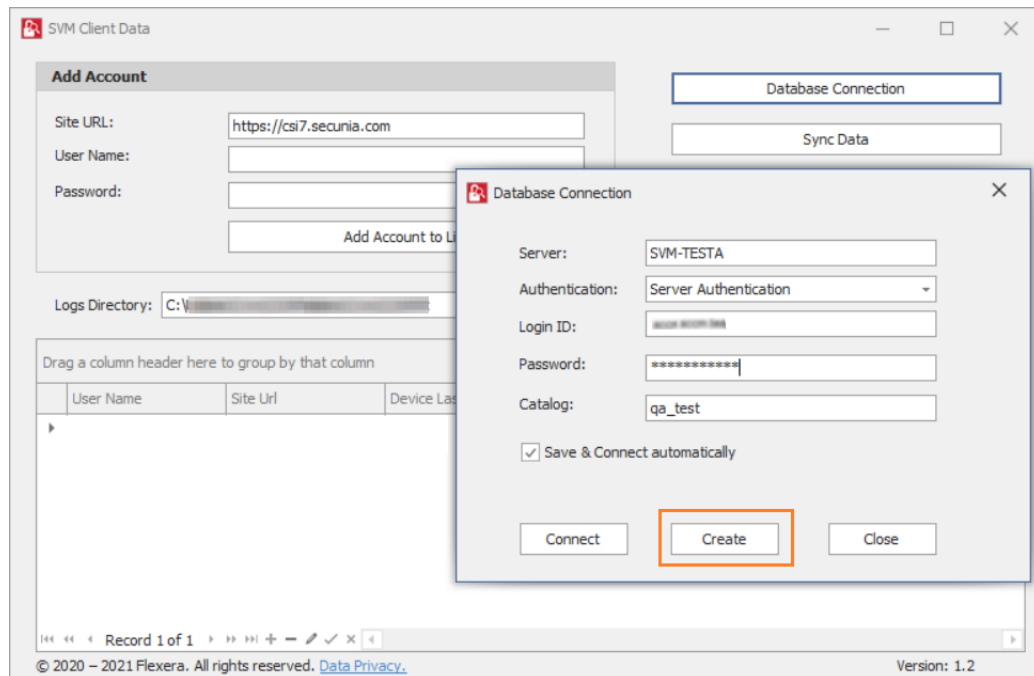 SVM Client Data
Add Account
Site URL: https://csi7.secunia.com
User Name:
Password:
Add Account to Li
Database Connection
Sync Data
Logs Directory: C:\
Drag a column header here to group by that column
User Name Site Url Device Las
Database Connection
Server: SVM-TESTA
Authentication: Server Authentication
Login ID:
Password: ***********
Catalog: qa_test
Save & Connect automatically
Connect Create Close
Record 1 of 1
© 2020 – 2021 Flexera. All rights reserved. Data Privacy. Version: 1.2